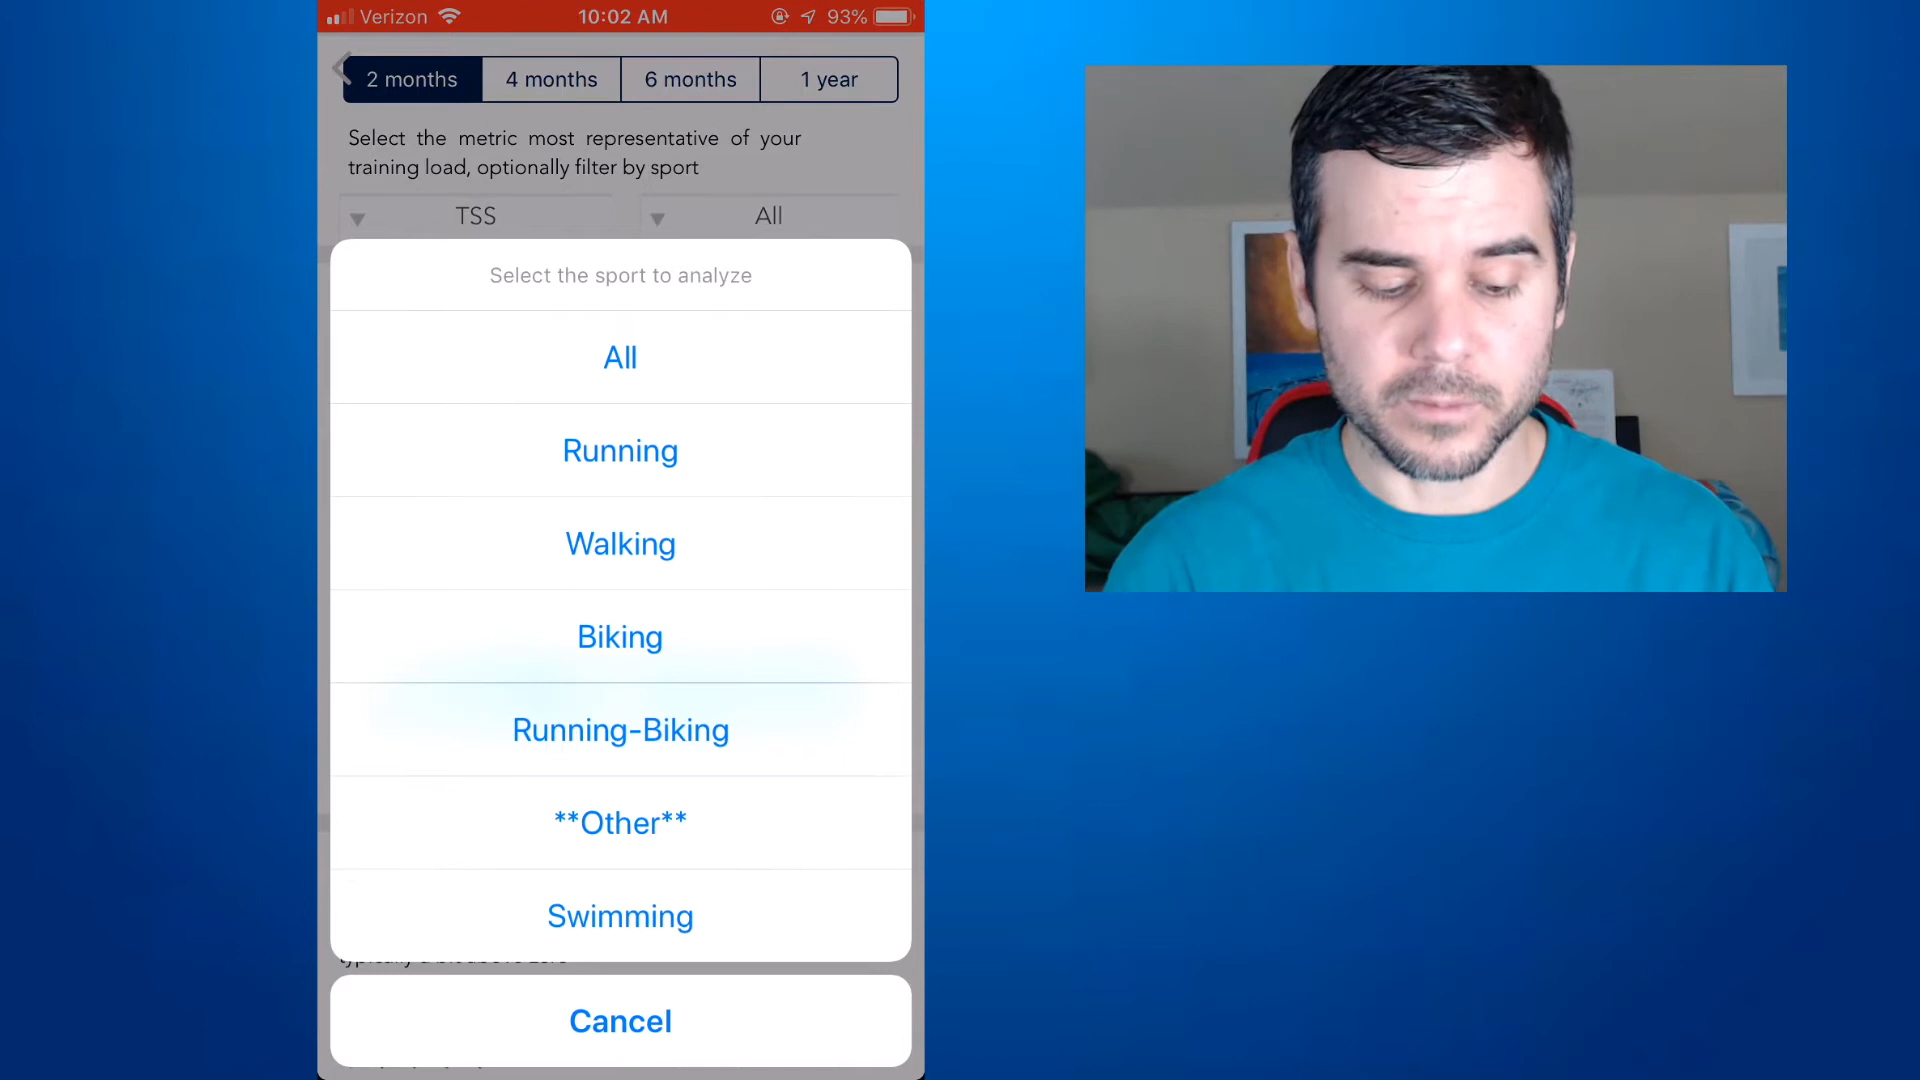 Verizon 10:02 AM 93%
2 months 4 months 6 months 1 year
Select the metric most representative of your
training load, optionally filter by sport
TSS All
Select the sport to analyze
All
Running
Walking
Biking
Running-Biking
**Other**
Swimming
Cancel